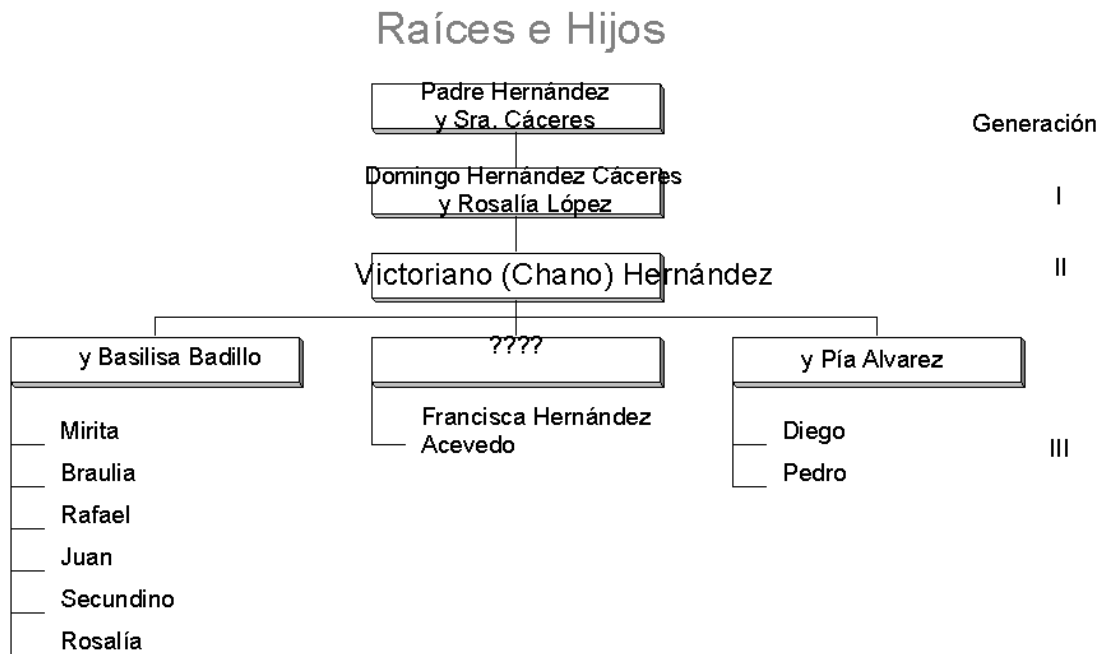 Raíces e Hijos
Padre Hernández
y Sra. Cáceres
Generación
Domingo Hernández Cáceres
y Rosalía López
I
Victoriano (Chano) Hernández
II
y Basilisa Badillo
????
y Pía Alvarez
Mirita
Braulia
Rafael
Juan
Secundino
Rosalía
Francisca Hernández
Acevedo
Diego
Pedro
III